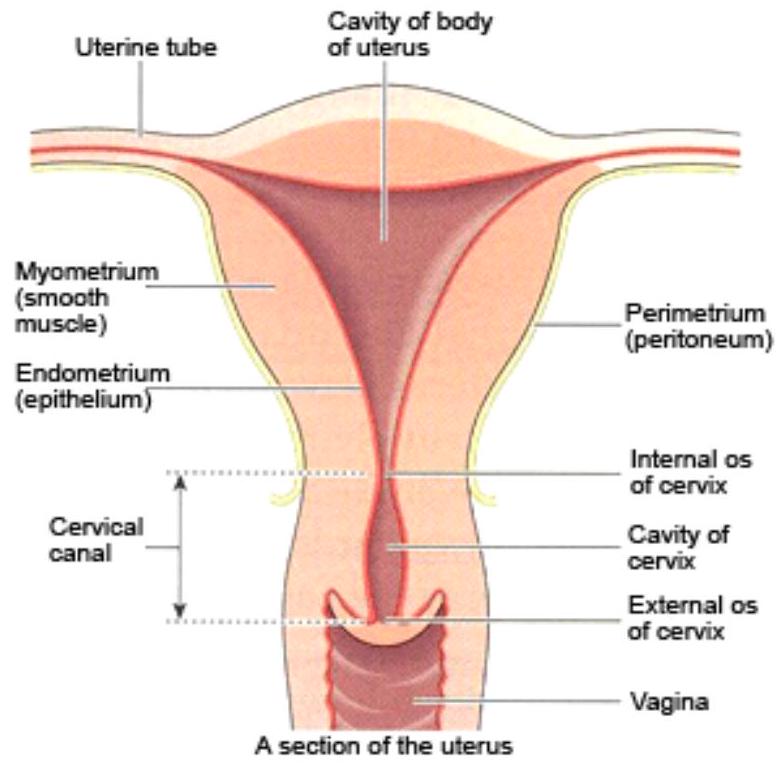 Cavity of body
of uterus
Uterine tube
Myometrium
(smooth
muscle)
Perimetrium
(peritoneum)
Endometrium
(epithelium)
Internal os
of cervix
Cervical
canal
Cavity of
cervix
External os
of cervix
Vagina
A section of the uterus